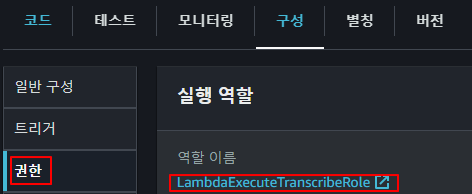 코드 테스트 모니터링 구성 별칭 버전
일반 구성
트리거
권한
실행 역할
역할 이름
LambdaExecuteTranscribeRole